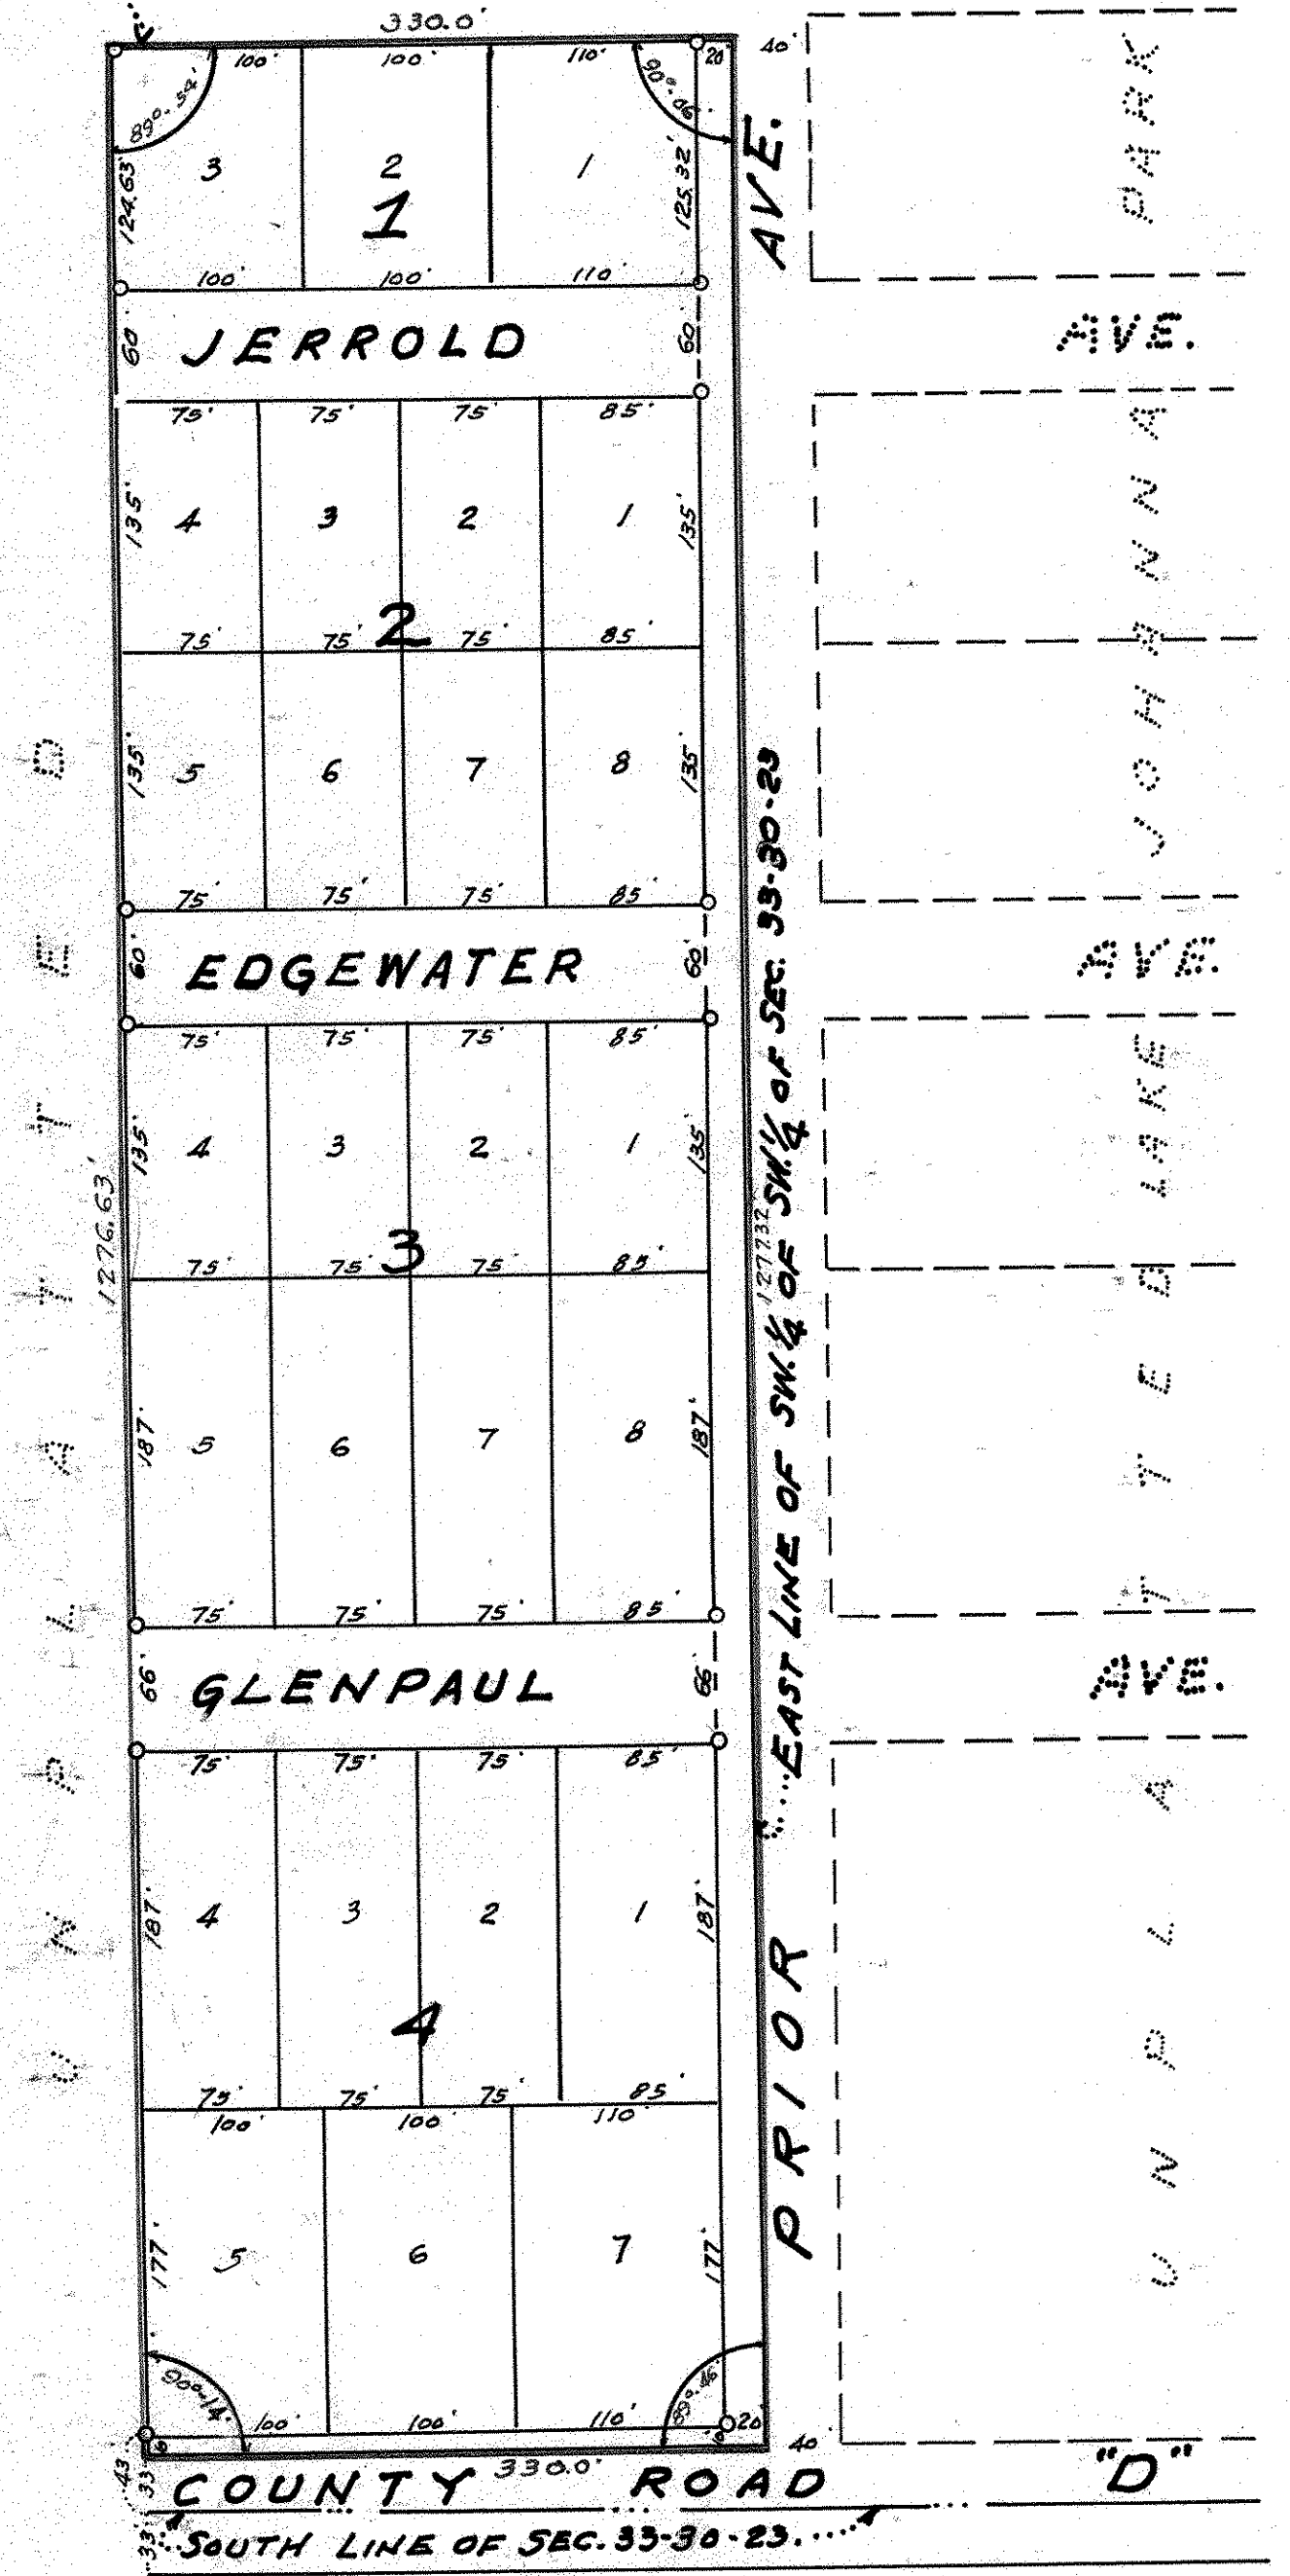 330.0'
100' 100' 110' 20' 40'
89°-54' 90°-06'
3 2 1
1
124.63' 125.32'
100' 100' 110'
AVE.
PARK
60' JERROLD 60' AVE.
75' 75' 75' 85'
135' 4 3 2 1 135'
2
75' 75' 75' 85'
135' 5 6 7 8 135'
75' 75' 75' 85'
JOHANNA
60' EDGEWATER 60' AVE.
75' 75' 75' 85'
135' 4 3 2 1 135'
3
75' 75' 75' 85'
187' 5 6 7 8 187'
75' 75' 75' 85'
1276.63'
1277.32
EAST LINE OF SW.1/4 OF SW.1/4 OF SEC. 33-30-23
LAKE
66' GLENPAUL 66' AVE.
75' 75' 75' 85'
187' 4 3 2 1 187'
4
75' 75' 75' 85'
100' 100' 110'
177' 5 6 7 177'
90°-14' 89°-46'
100' 100' 110' 20' 40'
PRIOR
UNPLATTED
UNPLATTED
330.0'
43' 33'
COUNTY ROAD "D"
33' SOUTH LINE OF SEC. 33-30-23